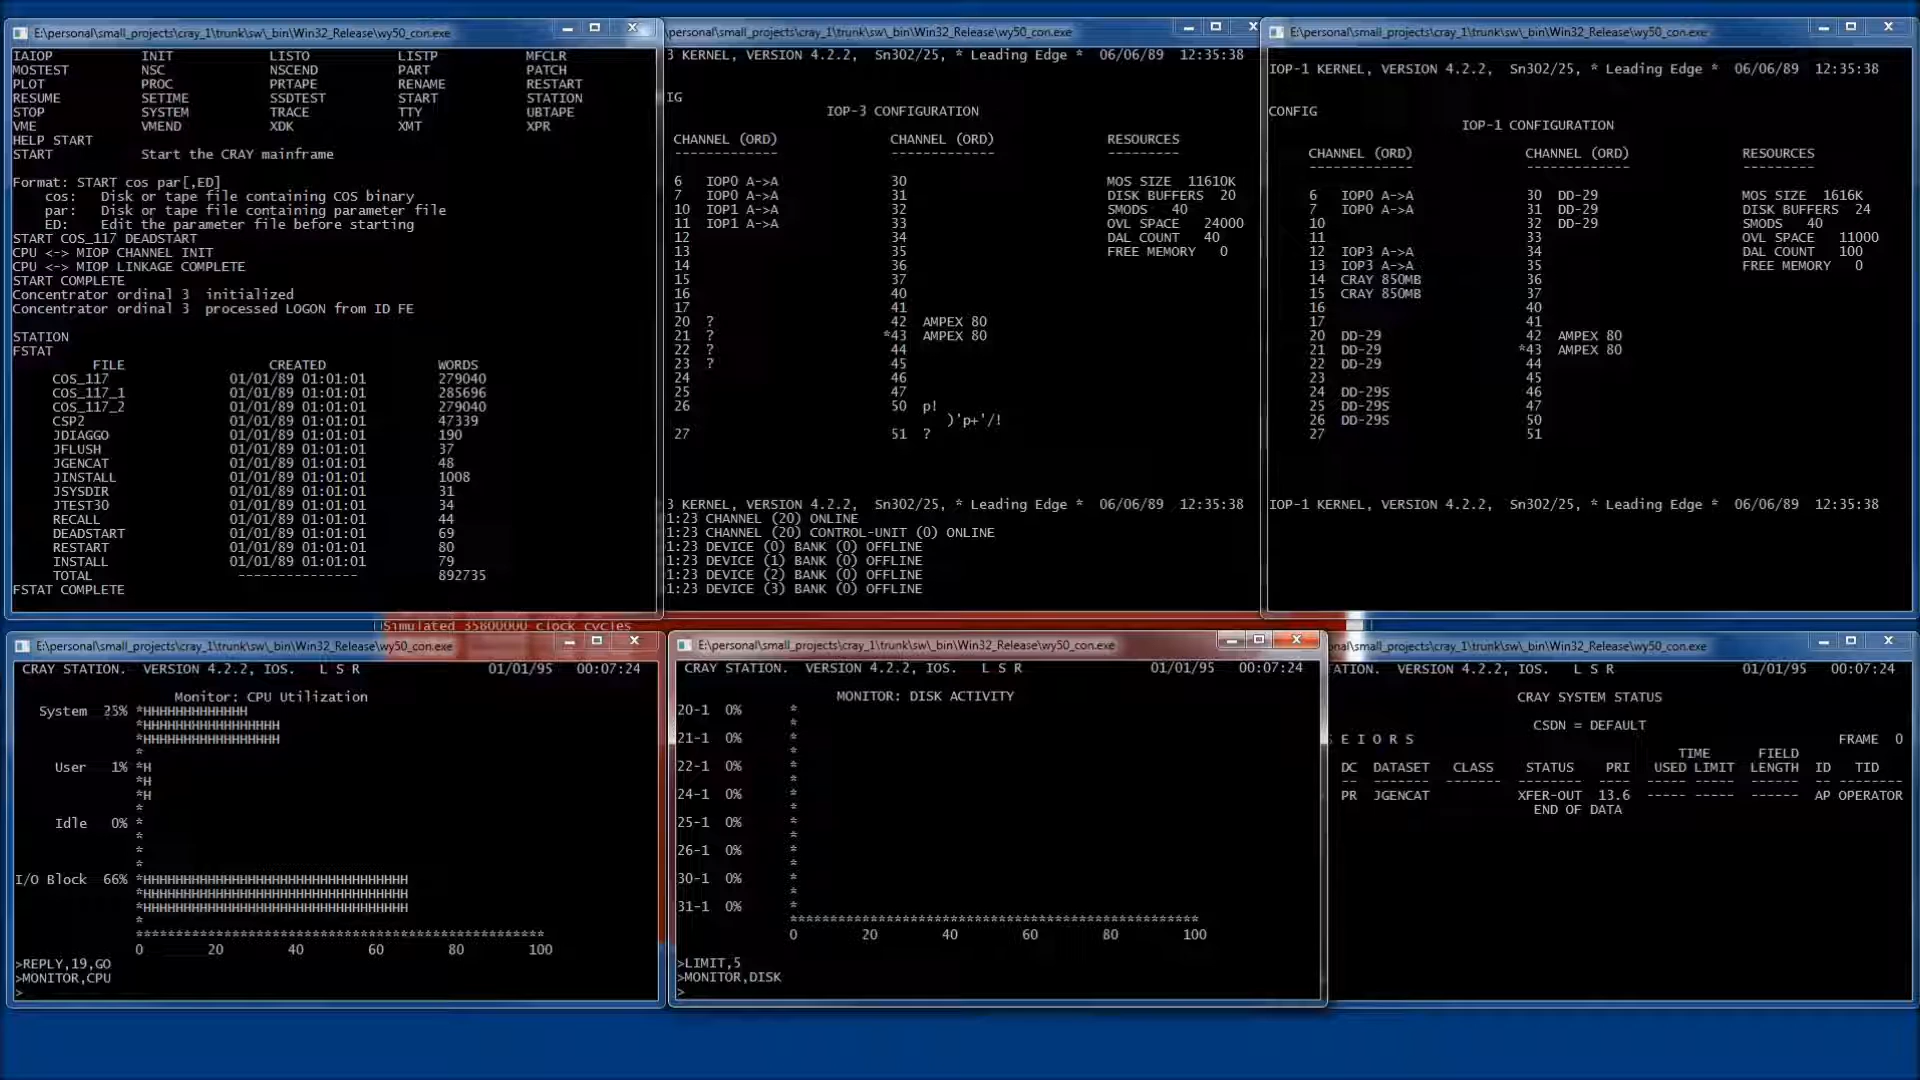 E:\personal\small_projects\cray_1\trunk\sw\_bin\Win32_Release\wy50_con.exe
IAIOP INIT LISTO LISTP MFCLR
MOSTEST NSC NSCEND PART PATCH
PLOT PROC PRTAPE RENAME RESTART
RESUME SETIME SSDTEST START STATION
STOP SYSTEM TRACE TTY UBTAPE
VME VMEND XDK XMT XPR
HELP START
START Start the CRAY mainframe
Format: START cos par[,ED]
cos: Disk or tape file containing COS binary
par: Disk or tape file containing parameter file
ED: Edit the parameter file before starting
START COS_117 DEADSTART
CPU <-> MIOP CHANNEL INIT
CPU <-> MIOP LINKAGE COMPLETE
START COMPLETE
Concentrator ordinal 3 initialized
Concentrator ordinal 3 processed LOGON from ID FE
STATION
FSTAT
FILE CREATED WORDS
COS_117 01/01/89 01:01:01 279040
COS_117_1 01/01/89 01:01:01 285696
COS_117_2 01/01/89 01:01:01 279040
CSP2 01/01/89 01:01:01 47339
JDIAGGO 01/01/89 01:01:01 190
JFLUSH 01/01/89 01:01:01 37
JGENCAT 01/01/89 01:01:01 48
JINSTALL 01/01/89 01:01:01 1008
JSYSDIR 01/01/89 01:01:01 31
JTEST30 01/01/89 01:01:01 34
RECALL 01/01/89 01:01:01 44
DEADSTART 01/01/89 01:01:01 69
RESTART 01/01/89 01:01:01 80
INSTALL 01/01/89 01:01:01 79
TOTAL --------------- 892735
FSTAT COMPLETE
personal\small_projects\cray_1\trunk\sw\_bin\Win32_Release\wy50_con.exe
3 KERNEL, VERSION 4.2.2, Sn302/25, * Leading Edge * 06/06/89 12:35:38
IG
IOP-3 CONFIGURATION
CHANNEL (ORD) CHANNEL (ORD) RESOURCES
------------- ------------- ---------
6 IOP0 A->A 30 MOS SIZE 11610K
7 IOP0 A->A 31 DISK BUFFERS 20
10 IOP1 A->A 32 SMODS 40
11 IOP1 A->A 33 OVL SPACE 24000
12 34 DAL COUNT 40
13 35 FREE MEMORY 0
14 36
15 37
16 40
17 41
20 ? 42 AMPEX 80
21 ? *43 AMPEX 80
22 ? 44
23 ? 45
24 46
25 47
26 50 p!
)'p+'/!
27 51 ?
3 KERNEL, VERSION 4.2.2, Sn302/25, * Leading Edge * 06/06/89 12:35:38
1:23 CHANNEL (20) ONLINE
1:23 CHANNEL (20) CONTROL-UNIT (0) ONLINE
1:23 DEVICE (0) BANK (0) OFFLINE
1:23 DEVICE (1) BANK (0) OFFLINE
1:23 DEVICE (2) BANK (0) OFFLINE
1:23 DEVICE (3) BANK (0) OFFLINE
E:\personal\small_projects\cray_1\trunk\sw\_bin\Win32_Release\wy50_con.exe
IOP-1 KERNEL, VERSION 4.2.2, Sn302/25, * Leading Edge * 06/06/89 12:35:38
CONFIG
IOP-1 CONFIGURATION
CHANNEL (ORD) CHANNEL (ORD) RESOURCES
------------- ------------- ---------
6 IOP0 A->A 30 DD-29 MOS SIZE 1616K
7 IOP0 A->A 31 DD-29 DISK BUFFERS 24
10 32 DD-29 SMODS 40
11 33 OVL SPACE 11000
12 IOP3 A->A 34 DAL COUNT 100
13 IOP3 A->A 35 FREE MEMORY 0
14 CRAY 850MB 36
15 CRAY 850MB 37
16 40
17 41
20 DD-29 42 AMPEX 80
21 DD-29 *43 AMPEX 80
22 DD-29 44
23 45
24 DD-29S 46
25 DD-29S 47
26 DD-29S 50
27 51
IOP-1 KERNEL, VERSION 4.2.2, Sn302/25, * Leading Edge * 06/06/89 12:35:38
Simulated 35800000 clock cycles
E:\personal\small_projects\cray_1\trunk\sw\_bin\Win32_Release\wy50_con.exe
CRAY STATION. VERSION 4.2.2, IOS. L S R 01/01/95 00:07:24
Monitor: CPU Utilization
System 25% *HHHHHHHHHHHHH
*HHHHHHHHHHHHHHHHH
*HHHHHHHHHHHHHHHHH
*
User 1% *H
*H
*H
*
Idle 0% *
*
*
*
I/O Block 66% *HHHHHHHHHHHHHHHHHHHHHHHHHHHHHHHHH
*HHHHHHHHHHHHHHHHHHHHHHHHHHHHHHHHH
*HHHHHHHHHHHHHHHHHHHHHHHHHHHHHHHHH
*
***************************************************
0 20 40 60 80 100
>REPLY,19,GO
>MONITOR,CPU
>
E:\personal\small_projects\cray_1\trunk\sw\_bin\Win32_Release\wy50_con.exe
CRAY STATION. VERSION 4.2.2, IOS. L S R 01/01/95 00:07:24
MONITOR: DISK ACTIVITY
20-1 0% *
*
21-1 0% *
*
22-1 0% *
*
24-1 0% *
*
25-1 0% *
*
26-1 0% *
*
30-1 0% *
*
31-1 0% *
***************************************************
0 20 40 60 80 100
>LIMIT,5
>MONITOR,DISK
>
nal\small_projects\cray_1\trunk\sw\_bin\Win32_Release\wy50_con.exe
TATION. VERSION 4.2.2, IOS. L S R 01/01/95 00:07:24
CRAY SYSTEM STATUS
CSDN = DEFAULT
S E I O R S FRAME 0
TIME FIELD
DC DATASET CLASS STATUS PRI USED LIMIT LENGTH ID TID
-- ------- ------ ------ --- ----- ----- ------ -- --------
PR JGENCAT XFER-OUT 13.6 ----- ----- ------ AP OPERATOR
END OF DATA